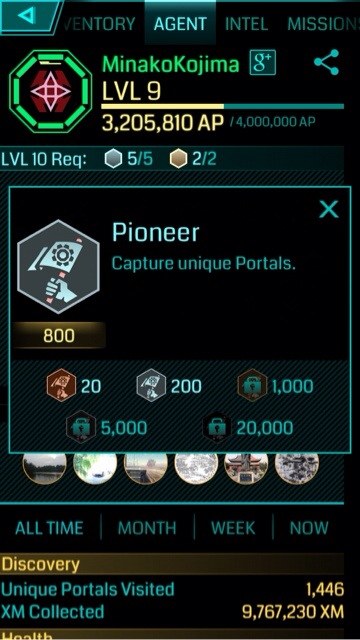 VENTORY AGENT INTEL MISSION
MinakoKojima g+
LVL 9
3,205,810 AP / 4,000,000 AP
LVL 10 Req: 5/5 2/2
Pioneer
Capture unique Portals.
800
20 200 1,000
5,000 20,000
ALL TIME MONTH WEEK NOW
Discovery
Unique Portals Visited 1,446
XM Collected 9,767,230 XM
Health